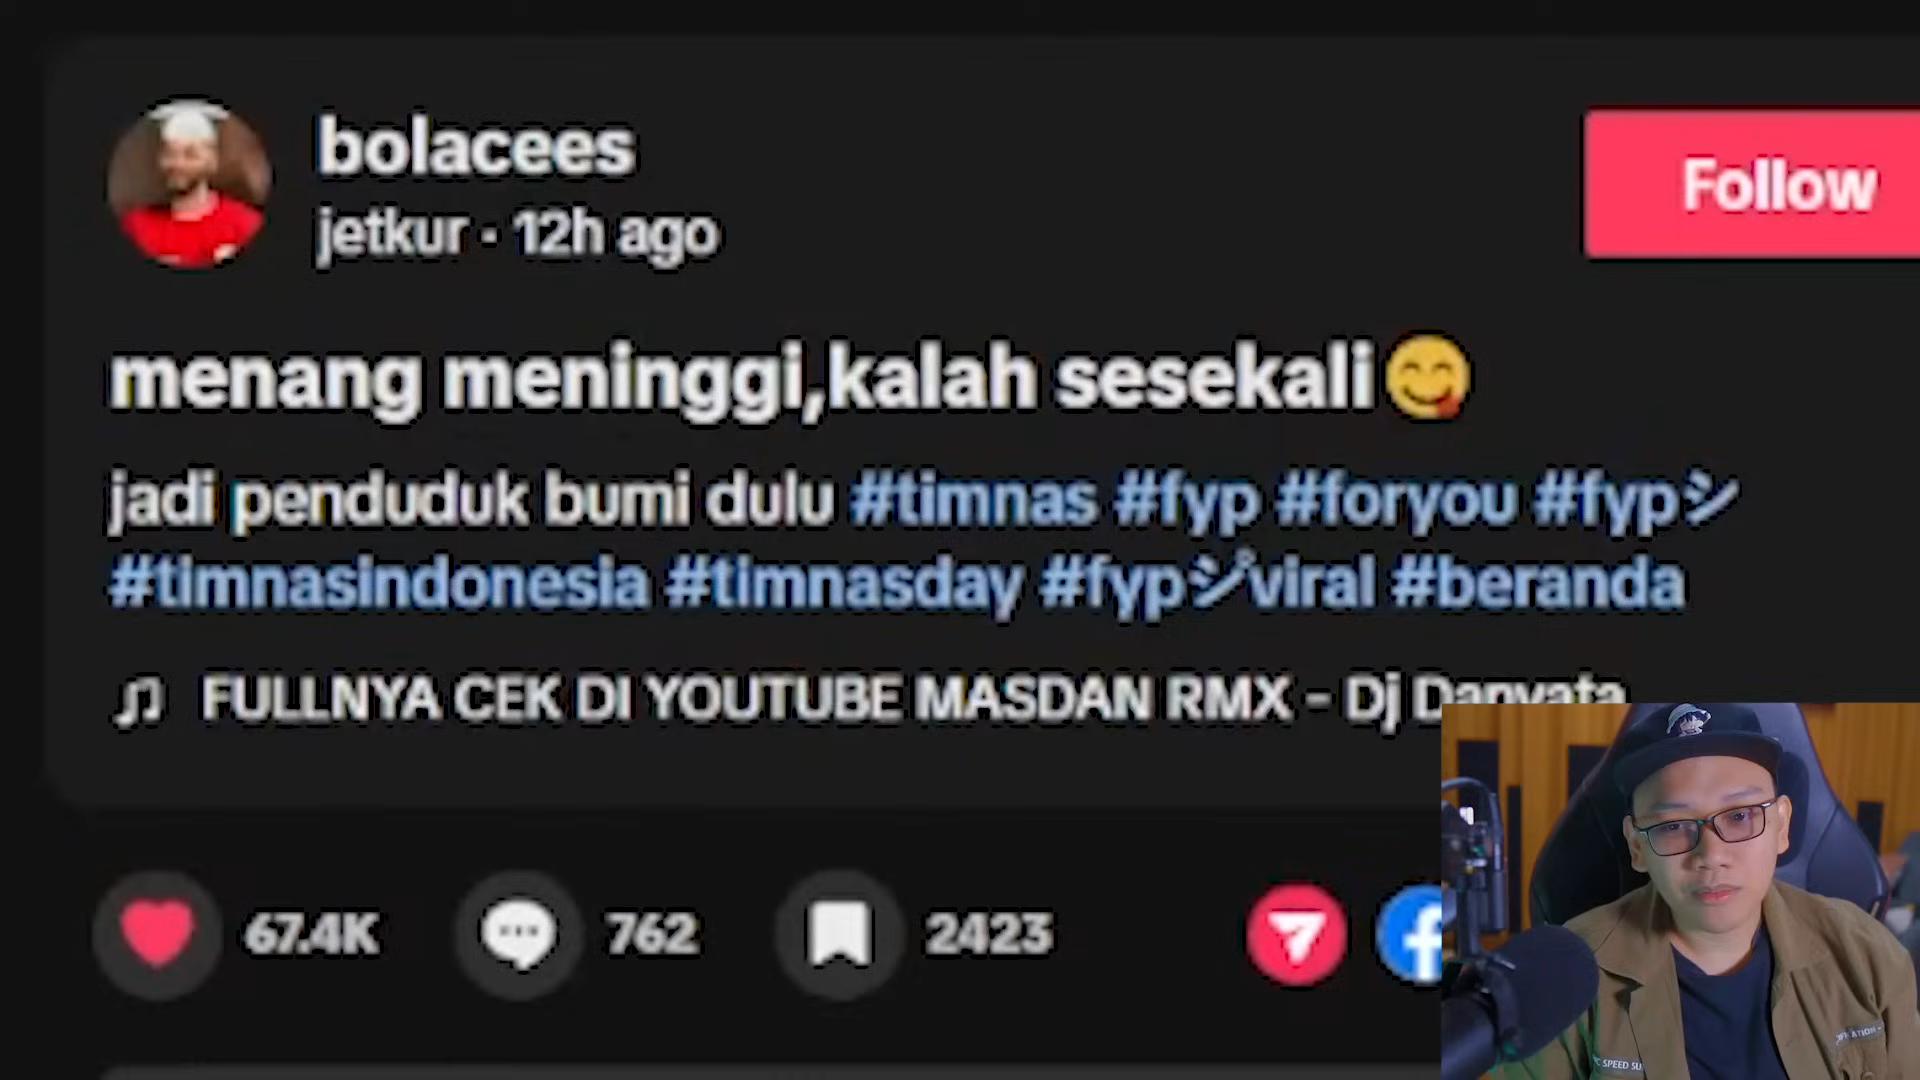 bolacees
jetkur · 12h ago
Follow
menang meninggi,kalah sesekali😋
jadi penduduk bumi dulu #timnas #fyp #foryou #fypシ
#timnasindonesia #timnasday #fypシviral #beranda
FULLNYA CEK DI YOUTUBE MASDAN RMX - Dj
67.4K
762
2423